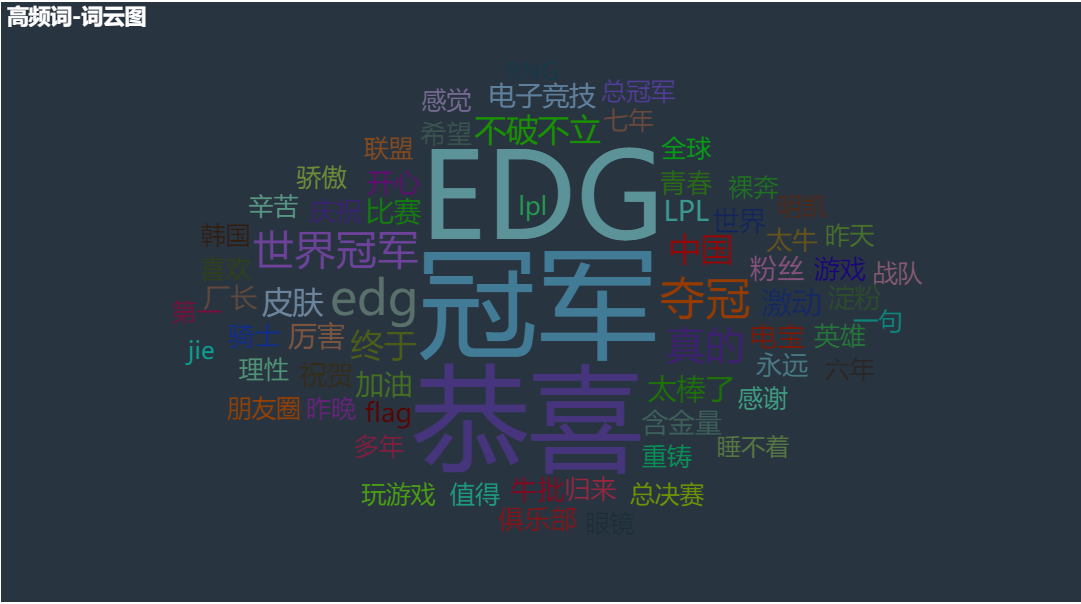 高频词-词云图
电子竞技
总冠军
感觉
七年
希望
不破不立
联盟
全球
EDG
骄傲
开心
青春
裸奔
辛苦
比赛
lpl
LPL
世界
韩国
世界冠军
中国
太牛
昨天
喜欢
粉丝
游戏
战队
第一
厂长
皮肤
edg
冠军
夺冠
激动
淀粉
一句
jie
骑士
厉害
终于
真的
电宝
英雄
理性
祝贺
加油
恭喜
太棒了
永远
六年
朋友圈
昨晚
flag
感谢
含金量
多年
重铸
睡不着
玩游戏
值得
牛批
归来
总决赛
俱乐部
眼镜